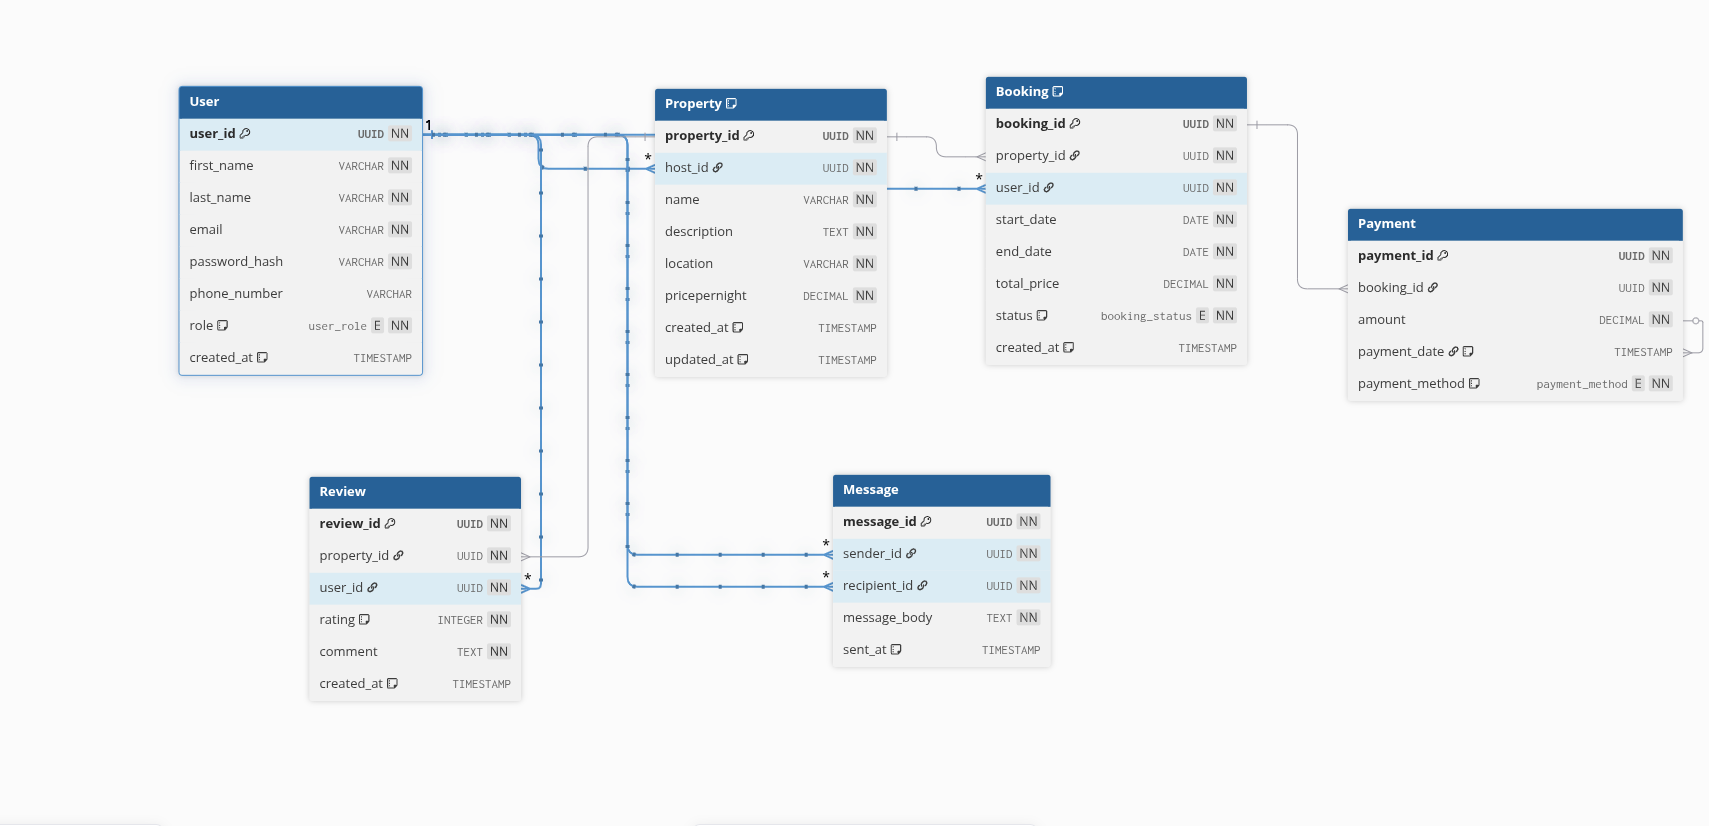 User
user_id UUID NN
first_name VARCHAR NN
last_name VARCHAR NN
email VARCHAR NN
password_hash VARCHAR NN
phone_number VARCHAR
role user_role E NN
created_at TIMESTAMP
1
Property
property_id UUID NN
* host_id UUID NN
name VARCHAR NN
description TEXT NN
location VARCHAR NN
pricepernight DECIMAL NN
created_at TIMESTAMP
updated_at TIMESTAMP
Booking
booking_id UUID NN
property_id UUID NN
* user_id UUID NN
start_date DATE NN
end_date DATE NN
total_price DECIMAL NN
status booking_status E NN
created_at TIMESTAMP
Payment
payment_id UUID NN
booking_id UUID NN
amount DECIMAL NN
payment_date TIMESTAMP
payment_method payment_method E NN
Review
review_id UUID NN
property_id UUID NN
user_id UUID NN *
rating INTEGER NN
comment TEXT NN
created_at TIMESTAMP
Message
message_id UUID NN
* sender_id UUID NN
* recipient_id UUID NN
message_body TEXT NN
sent_at TIMESTAMP